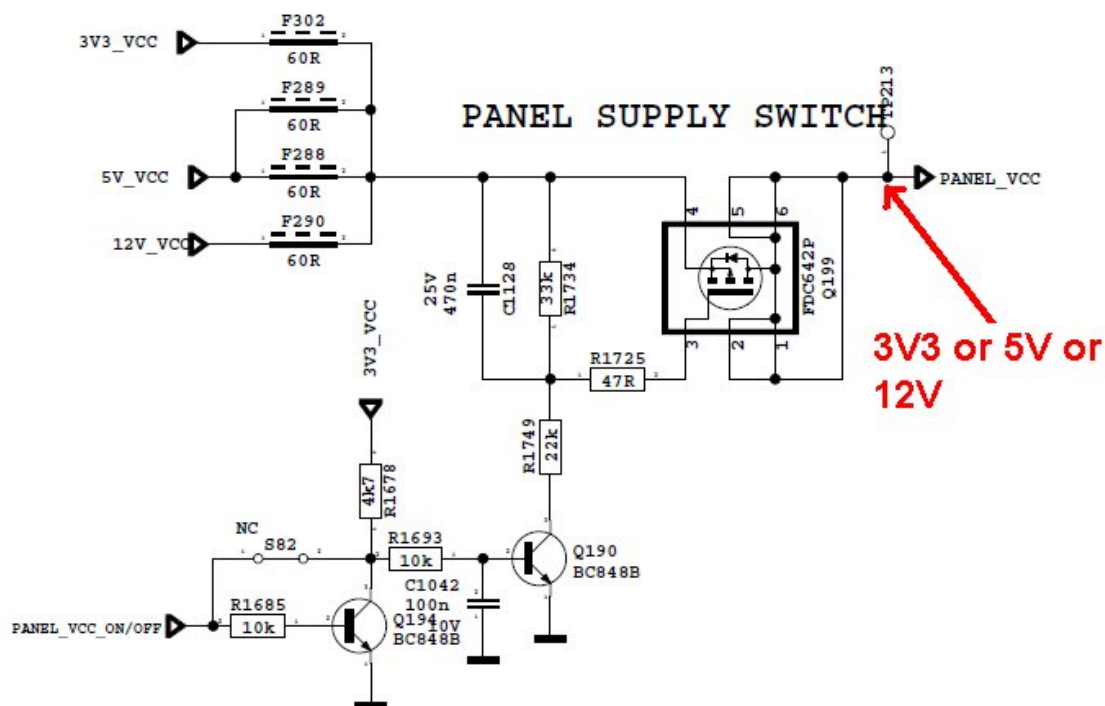 F302
3V3_VCC
60R
F289
60R
PANEL SUPPLY SWITCH
TP213
F288
5V_VCC
60R
PANEL_VCC
F290
12V_VCC
60R
4
5
6
25V
470n
C1128
33k
R1734
FDC642P
Q199
3V3 or 5V or
12V
3
2
1
R1725
47R
3V3_VCC
R1749
22k
4k7
R1678
NC
S82
R1693
10k
Q190
BC848B
C1042
100n
10V
R1685
10k
PANEL_VCC_ON/OFF
Q194
BC848B